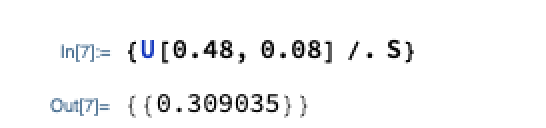 In[7]:= {U[0.48, 0.08] /. S}
Out[7]= {{0.309035}}